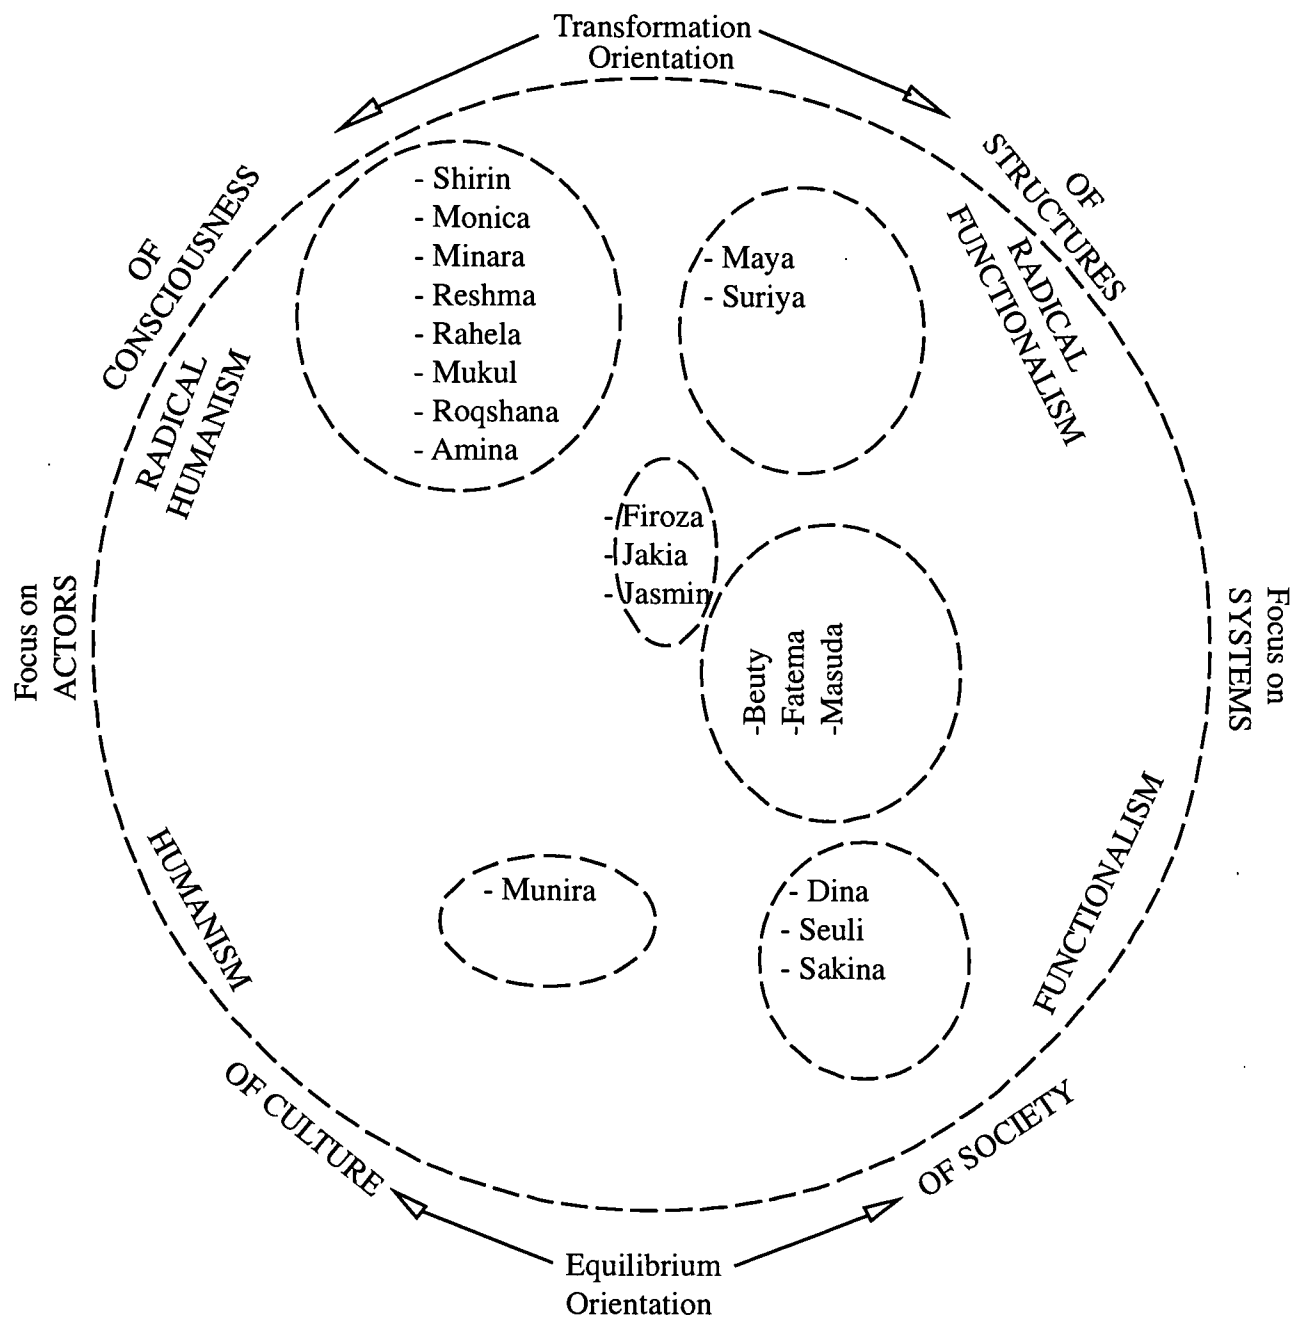 Transformation
Orientation
OF
CONSCIOUSNESS
OF
STRUCTURES
RADICAL
HUMANISM
RADICAL
FUNCTIONALISM
- Shirin
- Monica
- Minara
- Reshma
- Rahela
- Mukul
- Roqshana
- Amina
- Maya
- Suriya
- Firoza
- Jakia
- Jasmin
Focus on
ACTORS
Focus on
SYSTEMS
-Beuty
-Fatema
-Masuda
HUMANISM
FUNCTIONALISM
- Munira
- Dina
- Seuli
- Sakina
OF CULTURE
OF SOCIETY
Equilibrium
Orientation